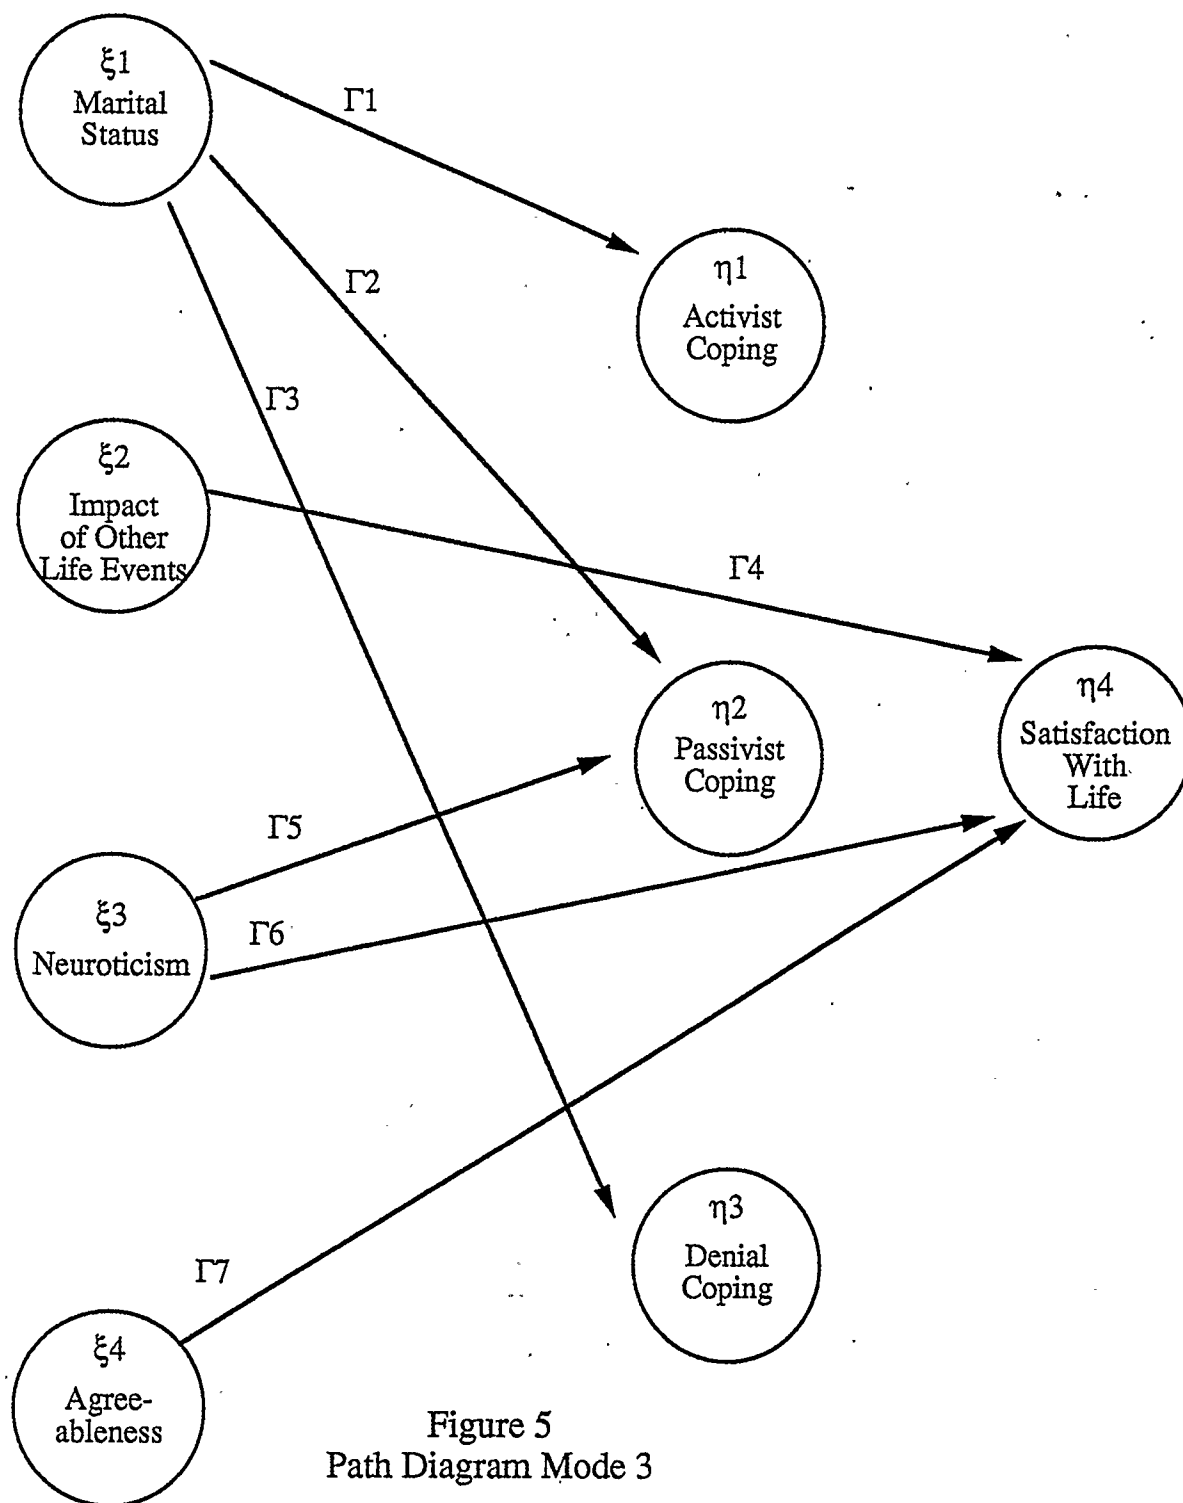 ξ1
Marital
Status
Γ1
Γ2
Γ3
η1
Activist
Coping
ξ2
Impact
of Other
Life Events
Γ4
η2
Passivist
Coping
η4
Satisfaction
With
Life
Γ5
ξ3
Neuroticism
Γ6
η3
Denial
Coping
Γ7
ξ4
Agree-
ableness
Figure 5
Path Diagram Mode 3